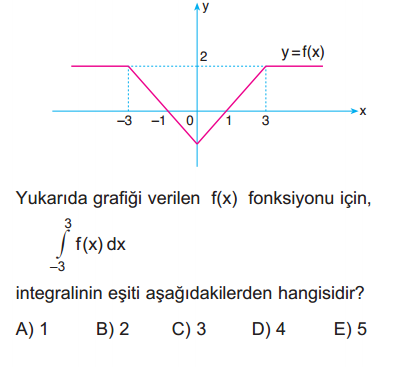 y
2
y=f(x)
x
–3 –1 0 1 3
Yukarıda grafiği verilen f(x) fonksiyonu için,
3
∫ f(x) dx
–3
integralinin eşiti aşağıdakilerden hangisidir?
A) 1 B) 2 C) 3 D) 4 E) 5